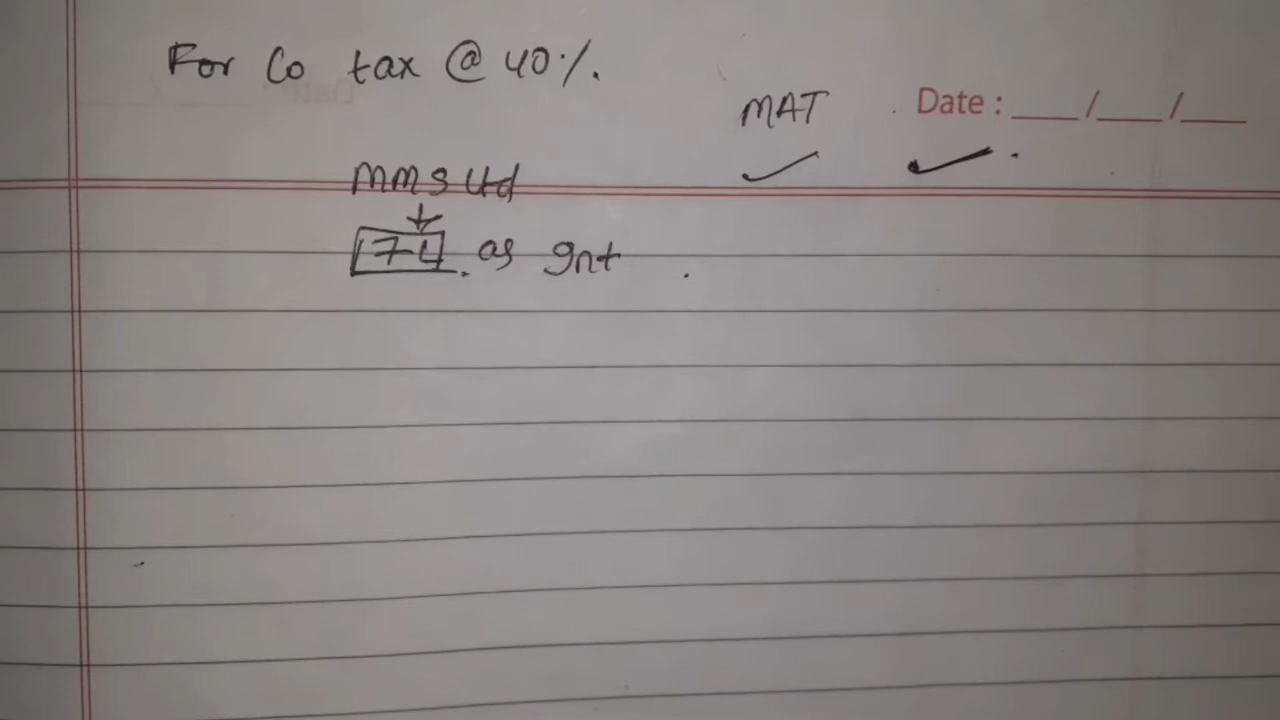 For Co tax @ 40%.
MAT
Date : ___/___/___
MMS Ltd
174 as Int